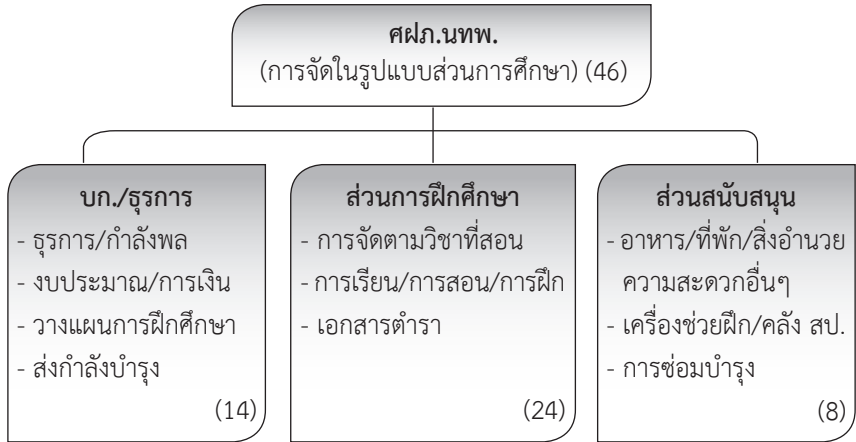 ศฝภ.นทพ.
(การจัดในรูปแบบส่วนการศึกษา) (46)
บก./ธุรการ
- ธุรการ/กำลังพล
- งบประมาณ/การเงิน
- วางแผนการฝึกศึกษา
- ส่งกำลังบำรุง
(14)
ส่วนการฝึกศึกษา
- การจัดตามวิชาที่สอน
- การเรียน/การสอน/การฝึก
- เอกสารตำรา
(24)
ส่วนสนับสนุน
- อาหาร/ที่พัก/สิ่งอำนวย
ความสะดวกอื่นๆ
- เครื่องช่วยฝึก/คลัง สป.
- การซ่อมบำรุง
(8)